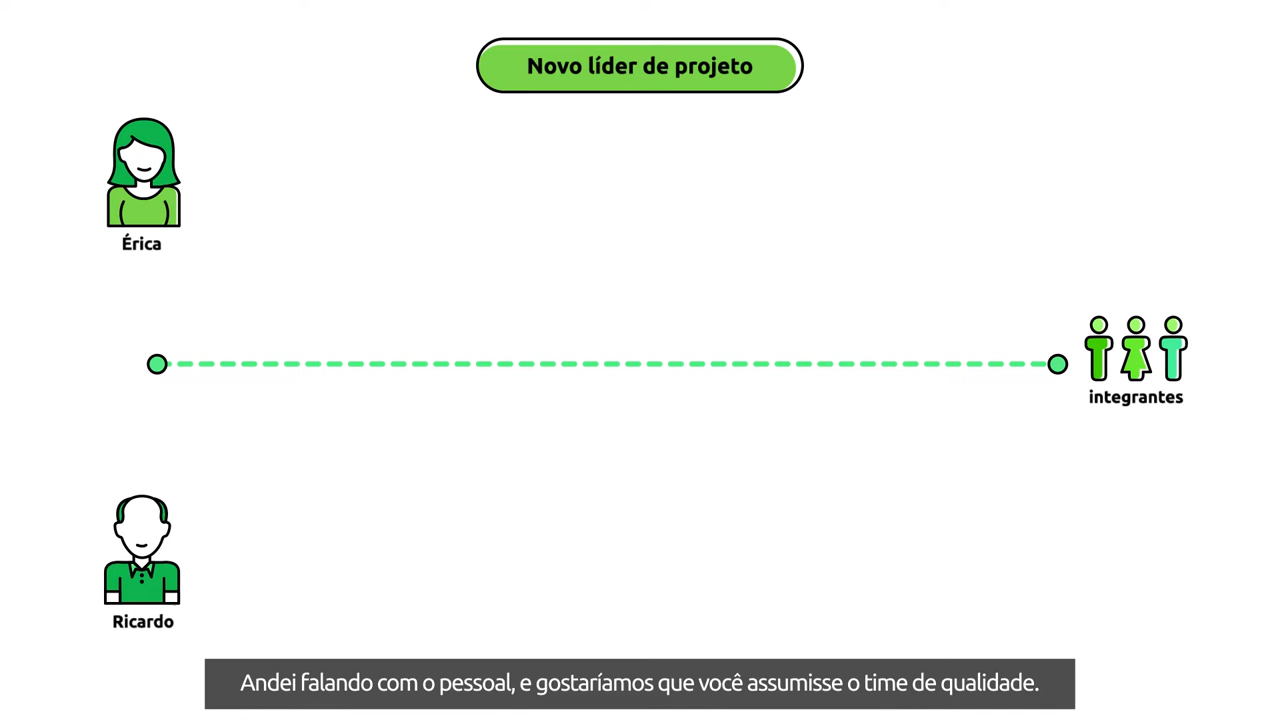 Novo líder de projeto
Érica
integrantes
Ricardo
Andei falando com o pessoal, e gostaríamos que você assumisse o time de qualidade.